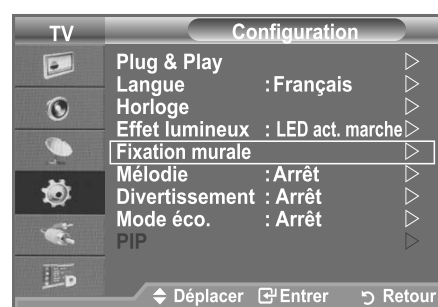 TV Configuration
Plug & Play
Langue : Français
Horloge
Effet lumineux : LED act. marche
Fixation murale
Mélodie : Arrêt
Divertissement : Arrêt
Mode éco. : Arrêt
PIP
Déplacer Entrer Retour